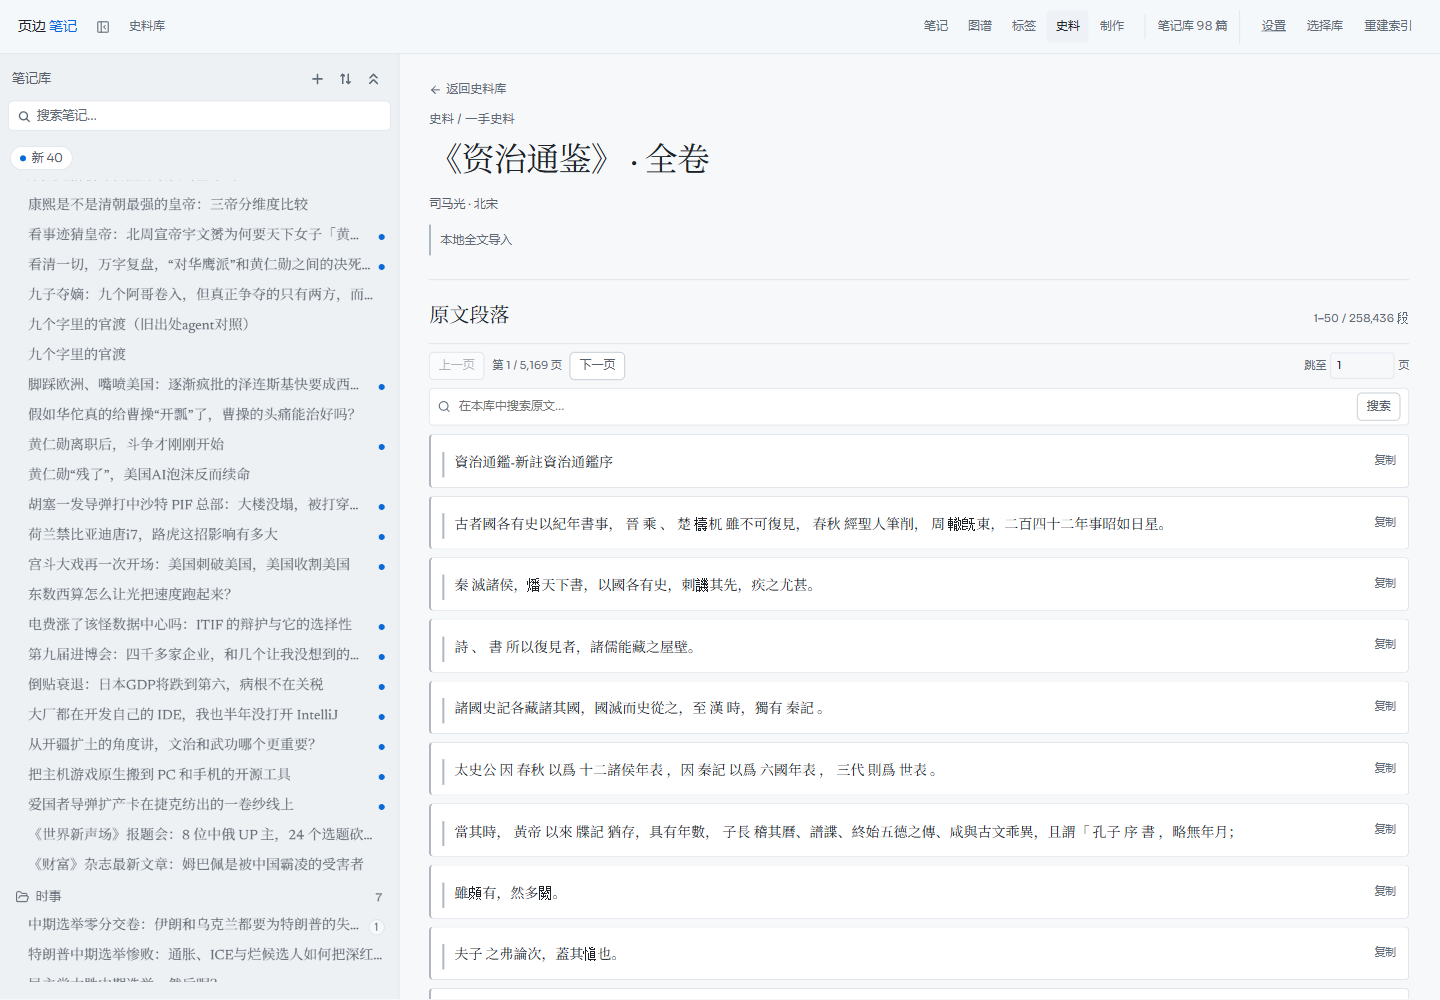 页边 笔记
史料库
笔记 图谱 标签 史料 制作 笔记库 98 篇 设置 选择库 重建索引
笔记库
搜索笔记...
新 40
康熙是不是清朝最强的皇帝：三帝分维度比较
看事迹猜皇帝：北周宣帝宇文赟为何要天下女子「黄...
看清一切，万字复盘，“对华鹰派”和黄仁勋之间的决死...
九子夺嫡：九个阿哥卷入，但真正争夺的只有两方，而...
九个字里的官渡（旧出处agent对照）
九个字里的官渡
脚踩欧洲、嘴喷美国：逐渐疯批的泽连斯基快要成西...
假如华佗真的给曹操“开瓢”了，曹操的头痛能治好吗？
黄仁勋离职后，斗争才刚刚开始
黄仁勋“残了”，美国AI泡沫反而续命
胡塞一发导弹打中沙特 PIF 总部：大楼没塌，被打穿...
荷兰禁比亚迪唐i7，路虎这招影响有多大
宫斗大戏再一次开场：美国刺破美国，美国收割美国
东数西算怎么让光把速度跑起来？
电费涨了该怪数据中心吗：ITIF 的辩护与它的选择性
第九届进博会：四千多家企业，和几个让我没想到的...
倒贴衰退：日本GDP将跌到第六，病根不在关税
大厂都在开发自己的 IDE，我也半年没打开 IntelliJ
从开疆扩土的角度讲，文治和武功哪个更重要？
把主机游戏原生搬到 PC 和手机的开源工具
爱国者导弹扩产卡在捷克纺出的一卷纱线上
《世界新声场》报题会：8 位中俄 UP 主，24 个选题砍...
《财富》杂志最新文章：姆巴佩是被中国霸凌的受害者
时事 7
中期选举零分交卷：伊朗和乌克兰都要为特朗普的失... 1
特朗普中期选举惨败：通胀、ICE与烂候选人如何把深红...
返回史料库
史料 / 一手史料
《资治通鉴》 · 全卷
司马光 · 北宋
本地全文导入
原文段落
1–50 / 258,436 段
上一页 第 1 / 5,169 页 下一页
跳至 1 页
在本库中搜索原文...
搜索
資治通鑑-新註資治通鑑序 复制
古者國各有史以紀年書事， 晉 乘 、 楚 檮杌 雖不可復見， 春秋 經聖人筆削， 周 轍旣東，二百四十二年事昭如日星。 复制
秦 滅諸侯，燔天下書，以國各有史，刺譏其先，疾之尤甚。 复制
詩 、 書 所以復見者，諸儒能藏之屋壁。 复制
諸國史記各藏諸其國，國滅而史從之，至 漢 時，獨有 秦記 。 复制
太史公 因 春秋 以爲 十二諸侯年表 ，因 秦記 以爲 六國年表 ， 三代 則爲 世表 。 复制
當其時， 黃帝 以來 牒記 猶存，具有年數， 子長 稽其曆、譜諜、終始五德之傳、咸與古文乖異，且謂「 孔子 序 書 ，略無年月； 复制
雖頗有，然多闕。 复制
夫子 之弗論次，蓋其愼也。 复制